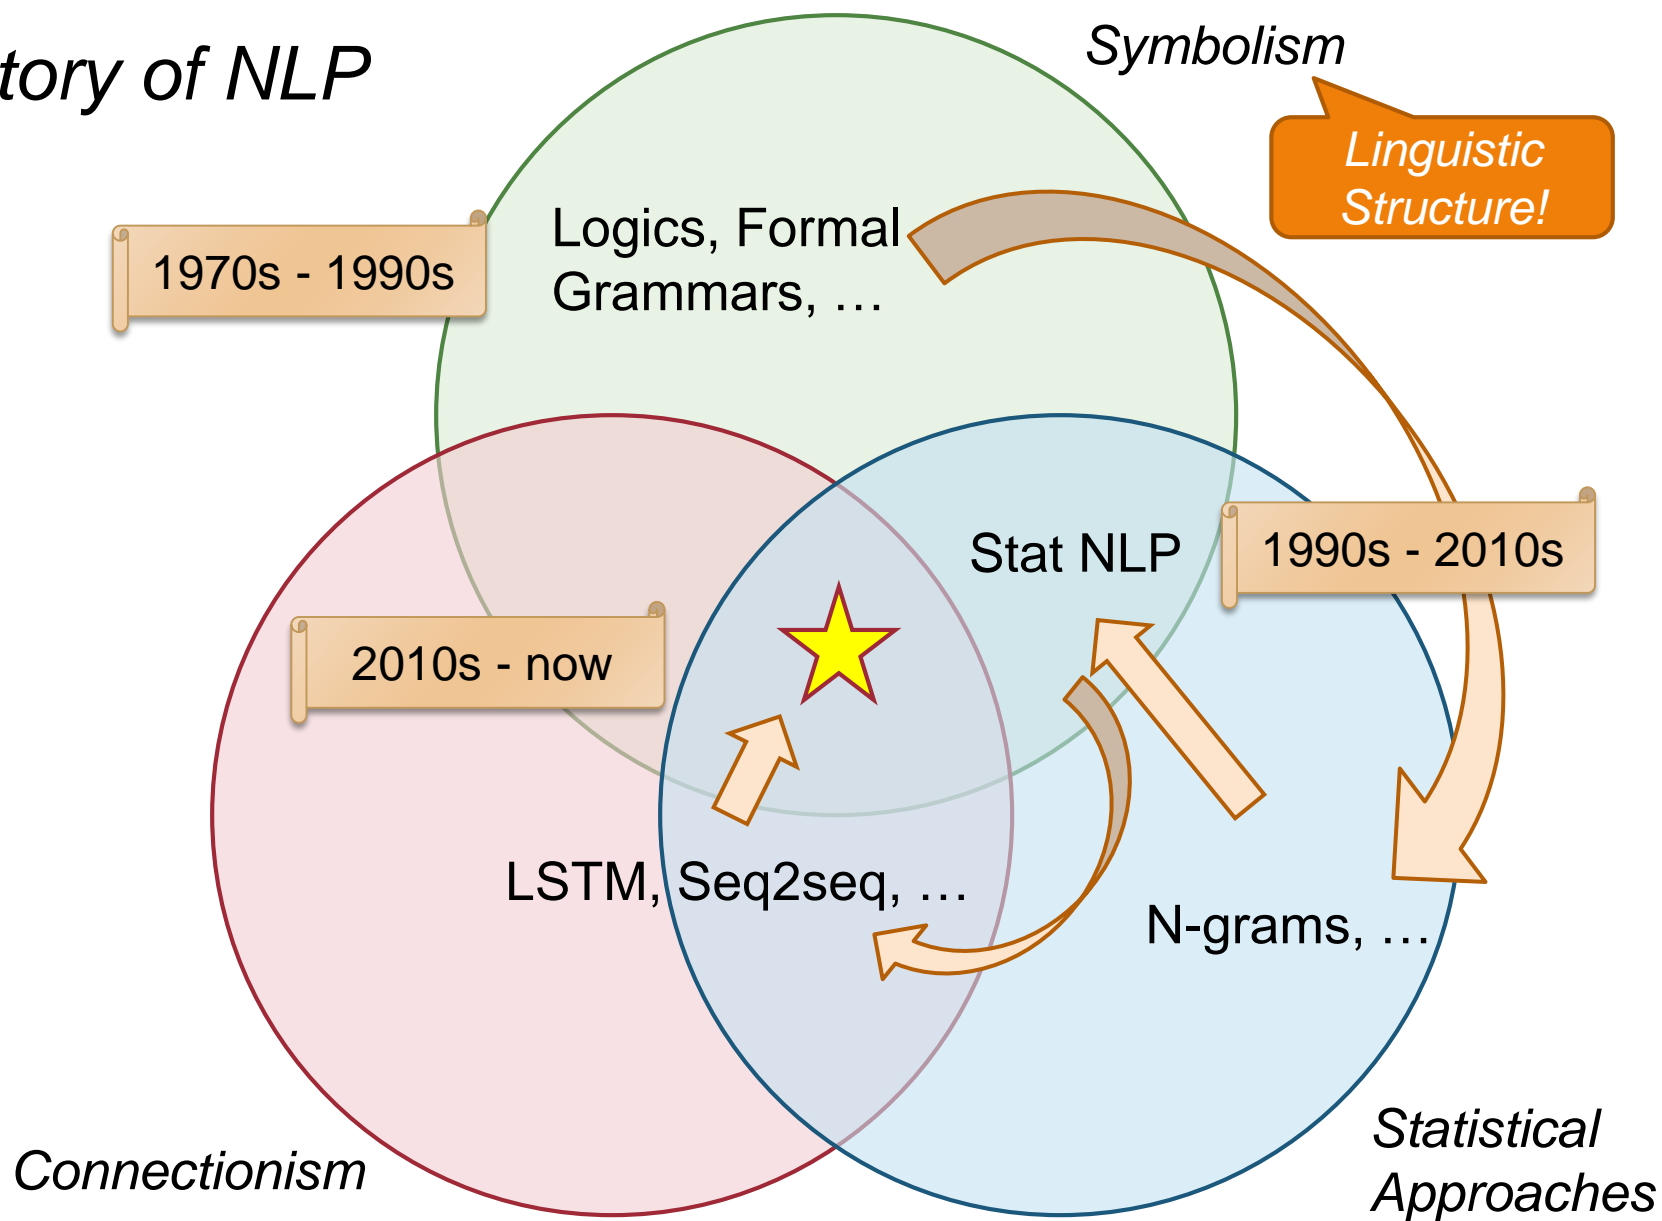 tory of NLP
Symbolism
Linguistic
Structure!
Logics, Formal
Grammars, …
1970s - 1990s
Stat NLP
1990s - 2010s
2010s - now
LSTM, Seq2seq, …
N-grams, …
Connectionism
Statistical
Approaches